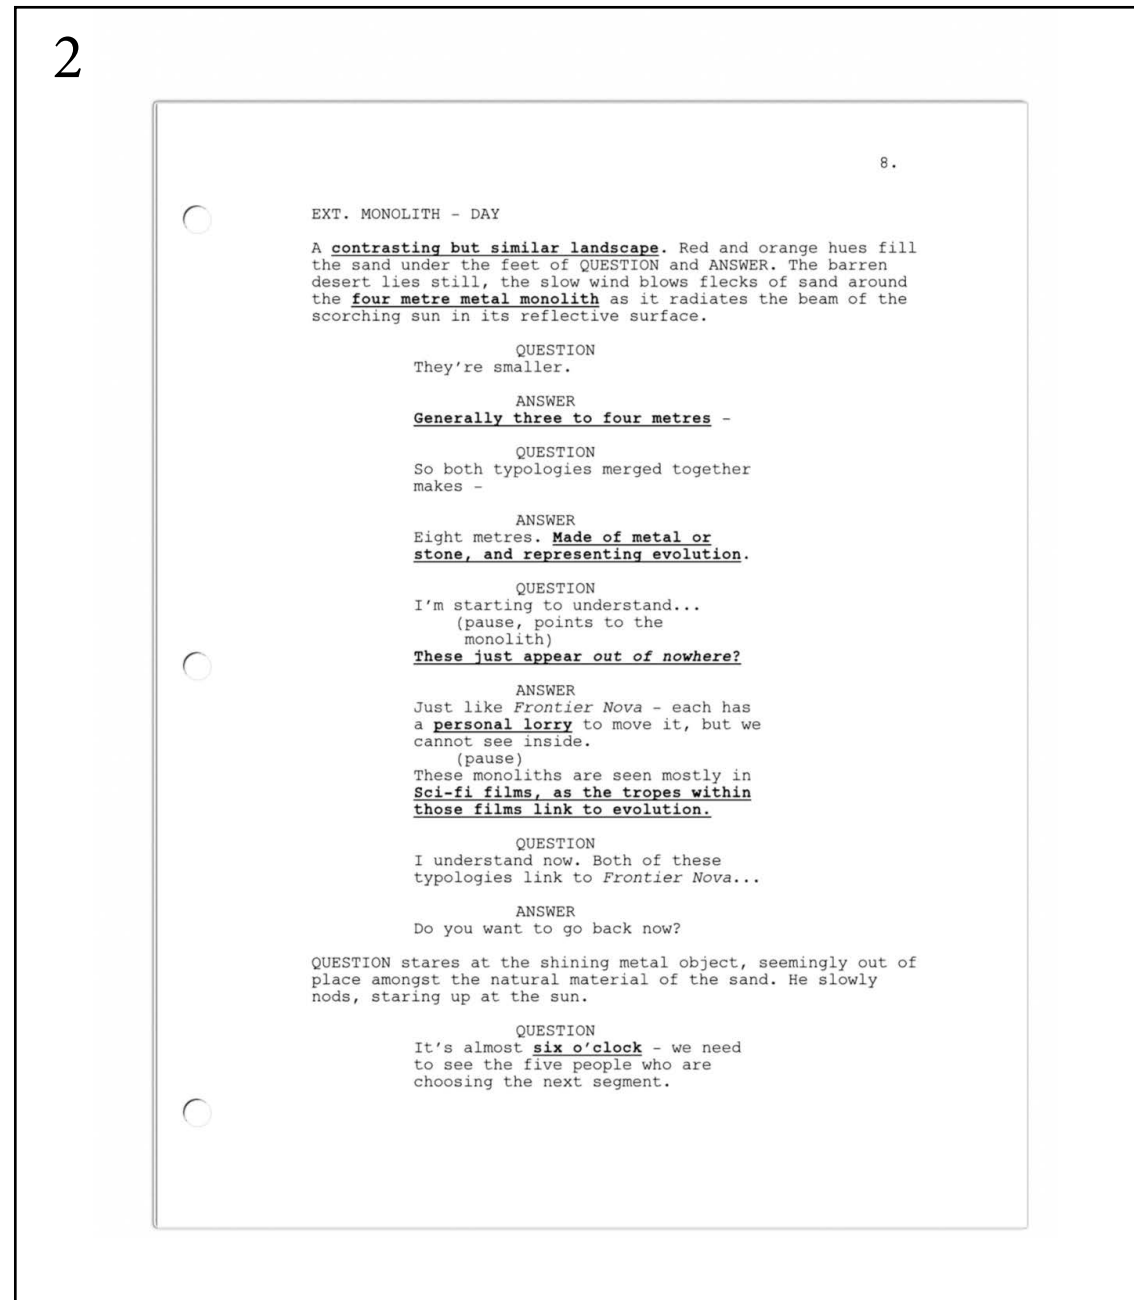 2
8.
EXT. MONOLITH - DAY
A contrasting but similar landscape. Red and orange hues fill
the sand under the feet of QUESTION and ANSWER. The barren
desert lies still, the slow wind blows flecks of sand around
the four metre metal monolith as it radiates the beam of the
scorching sun in its reflective surface.
QUESTION
They're smaller.
ANSWER
Generally three to four metres -
QUESTION
So both typologies merged together
makes -
ANSWER
Eight metres. Made of metal or
stone, and representing evolution.
QUESTION
I'm starting to understand...
(pause, points to the
monolith)
These just appear out of nowhere?
ANSWER
Just like Frontier Nova - each has
a personal lorry to move it, but we
cannot see inside.
(pause)
These monoliths are seen mostly in
Sci-fi films, as the tropes within
those films link to evolution.
QUESTION
I understand now. Both of these
typologies link to Frontier Nova...
ANSWER
Do you want to go back now?
QUESTION stares at the shining metal object, seemingly out of
place amongst the natural material of the sand. He slowly
nods, staring up at the sun.
QUESTION
It's almost six o'clock - we need
to see the five people who are
choosing the next segment.